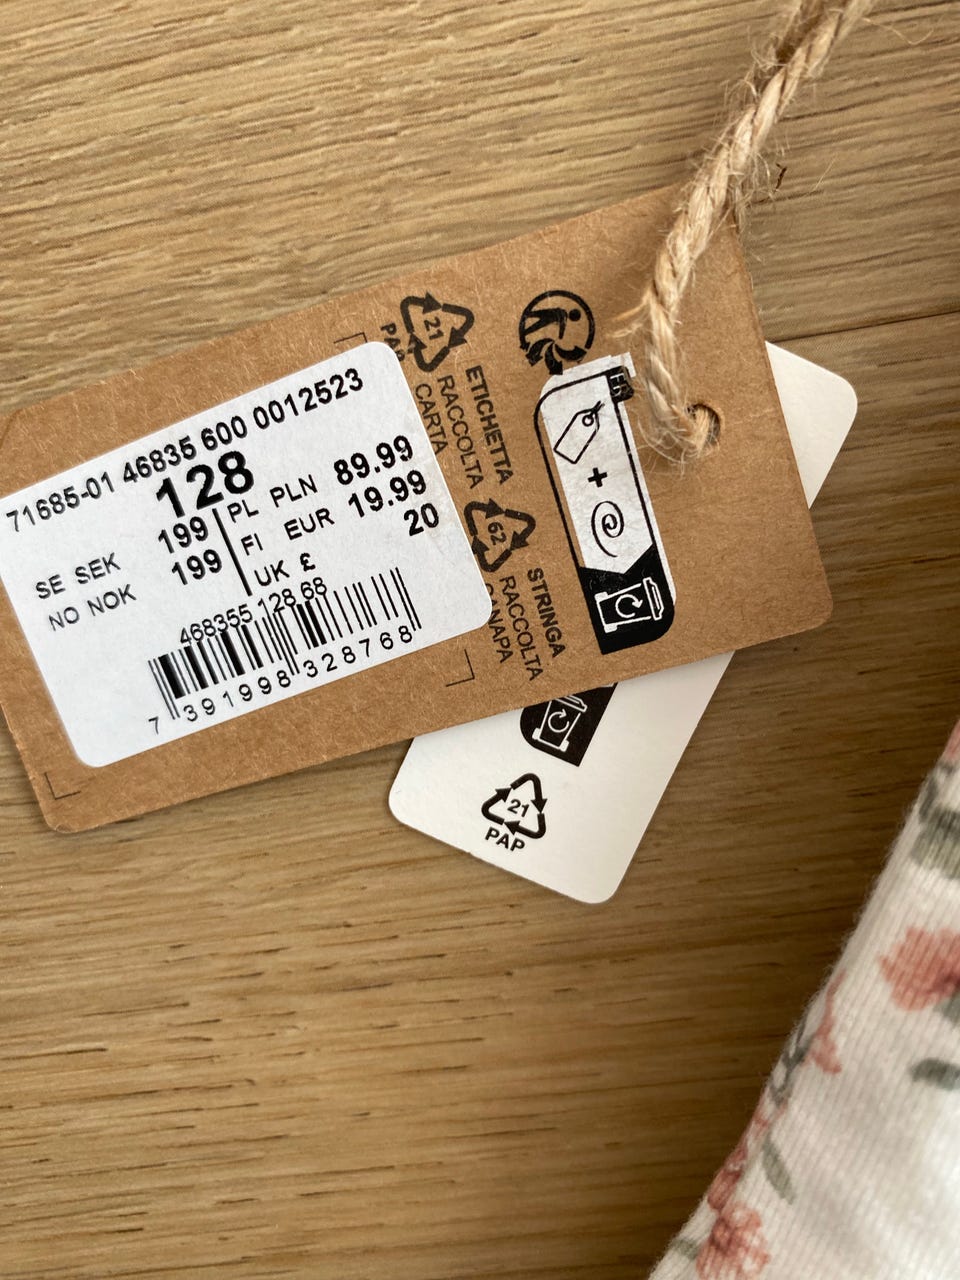 71685-01 46835 600 0012523
128
SE SEK 199 PL PLN 89.99
NO NOK 199 FI EUR 19.99
UK £ 20
468355 128 68
7 391998 328768
21
PAP
ETICHETTA
RACCOLTA
CARTA
62
STRINGA
RACCOLTA
CANAPA
FR
+
21
PAP